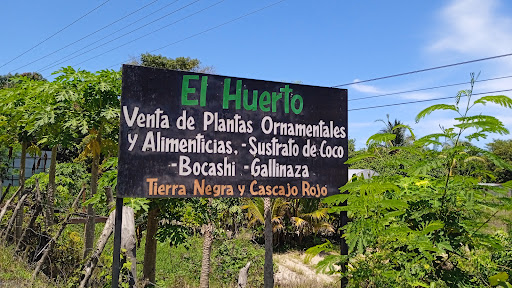 El Huerto
Venta de Plantas Ornamentales
y Alimenticias. - Sustrato de Coco
- Bocashi - Gallinaza
Tierra Negra y Cascajo Rojo